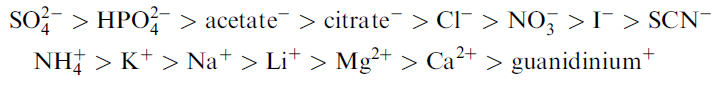 SO₄²⁻ > HPO₄²⁻ > acetate⁻ > citrate⁻ > Cl⁻ > NO₃⁻ > I⁻ > SCN⁻
NH₄⁺ > K⁺ > Na⁺ > Li⁺ > Mg²⁺ > Ca²⁺ > guanidinium⁺